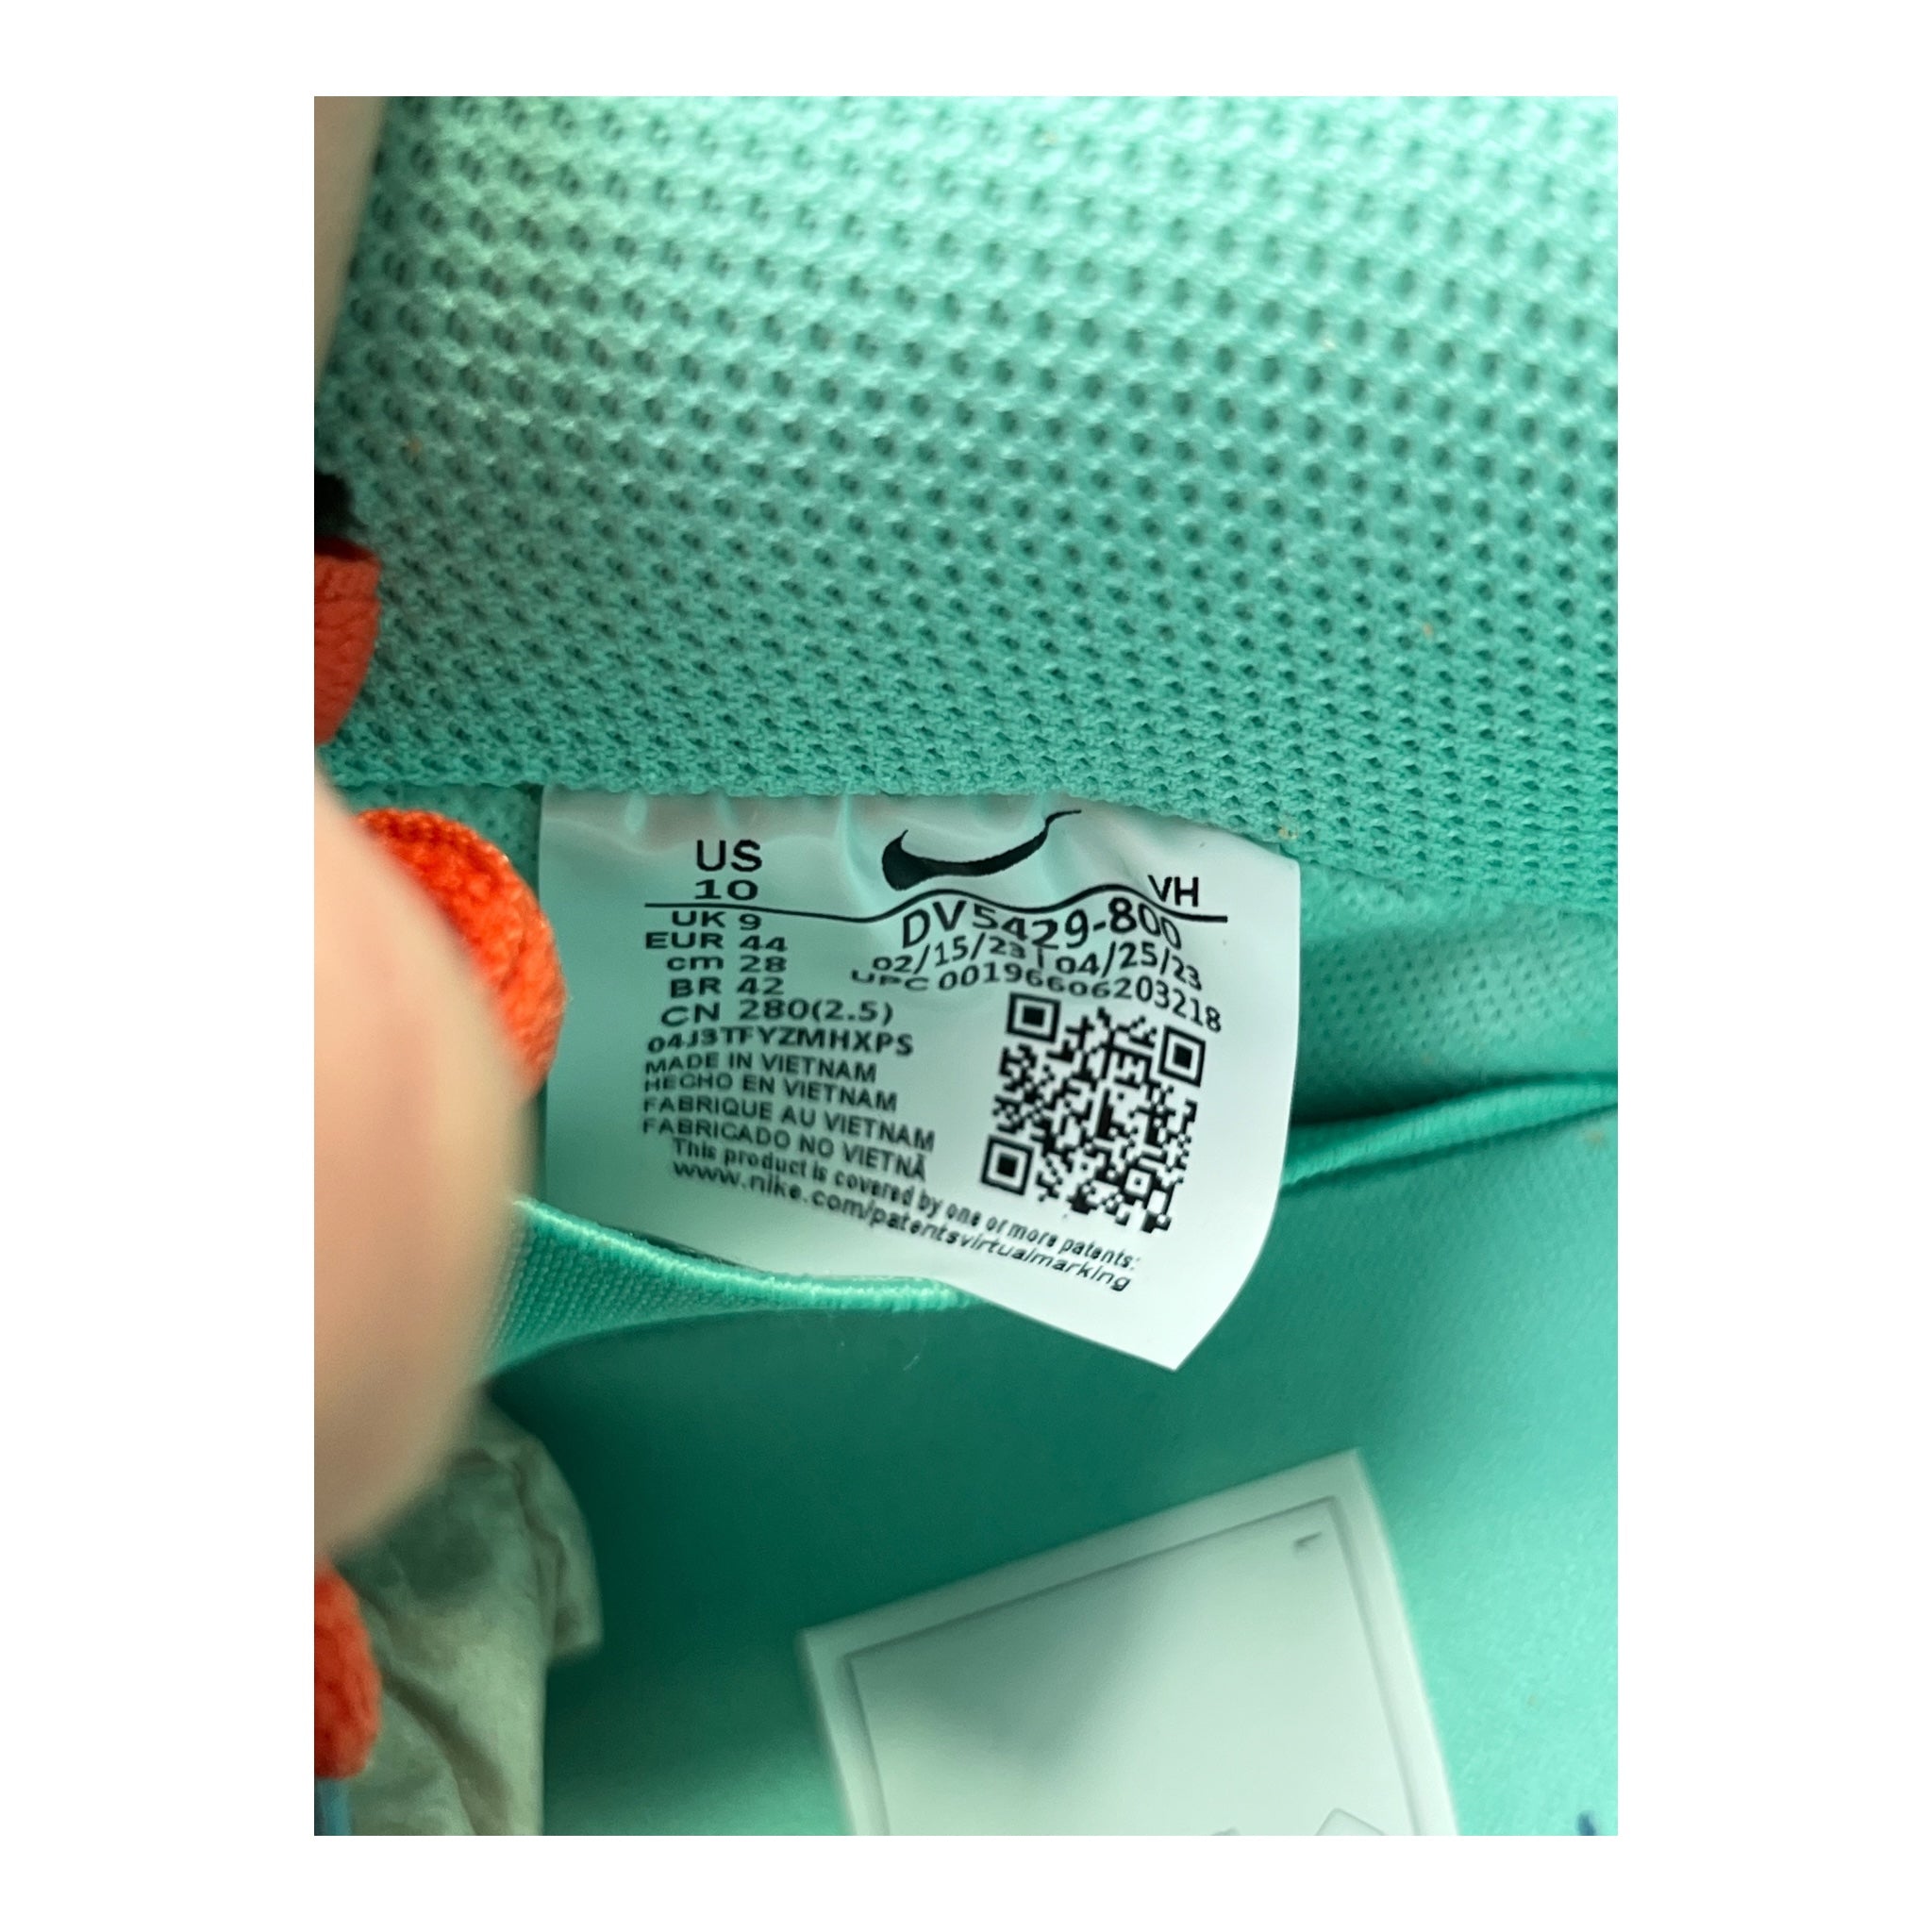 US
10
VH
UK 9
EUR 44
cm 28
BR 42
CN 280(2.5)
DV5429-800
02/15/23 | 04/25/23
UPC 00196606203218
04J3TFYZMHXPS
MADE IN VIETNAM
HECHO EN VIETNAM
FABRIQUE AU VIETNAM
FABRICADO NO VIETNÃ
This product is covered by one or more patents:
www.nike.com/patentsvirtualmarking